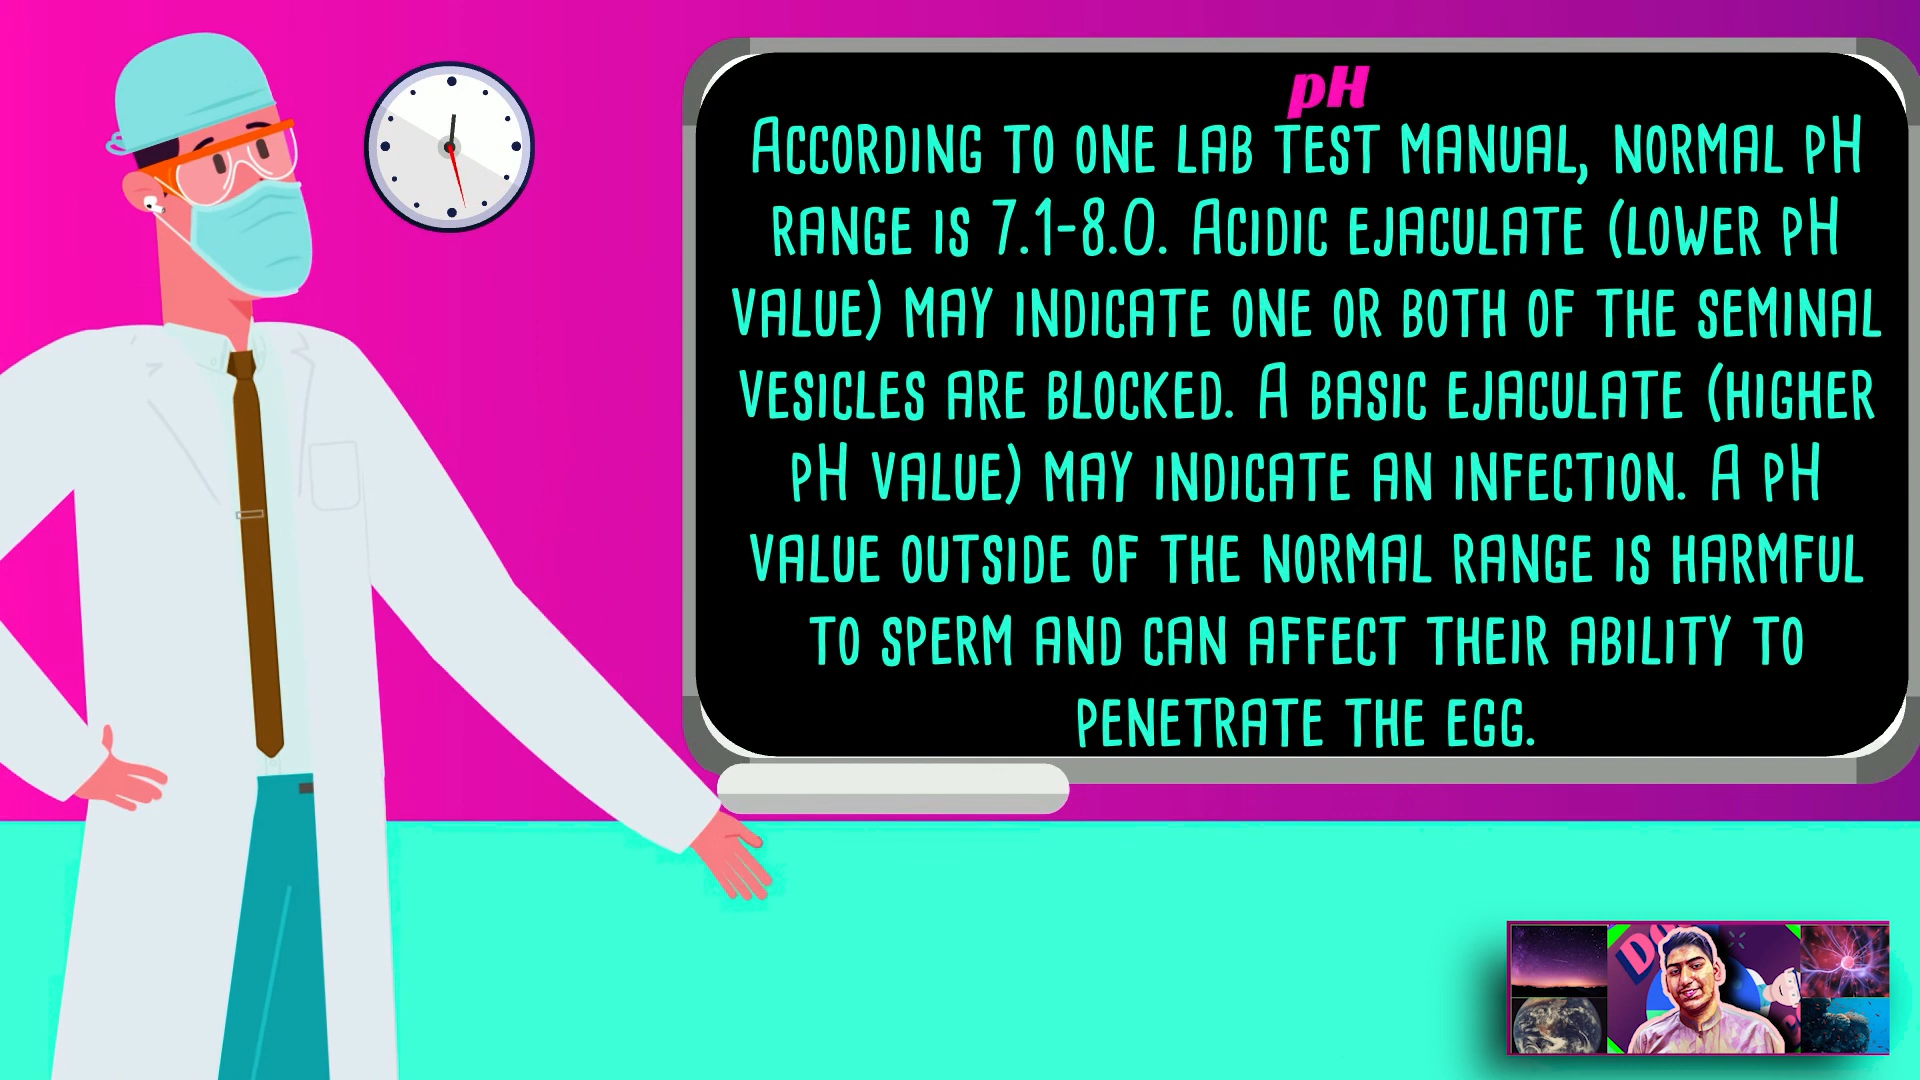 pH
According to one lab test manual, normal pH
range is 7.1-8.0. Acidic ejaculate (lower pH
value) may indicate one or both of the seminal
vesicles are blocked. A basic ejaculate (higher
pH value) may indicate an infection. A pH
value outside of the normal range is harmful
to sperm and can affect their ability to
penetrate the egg.